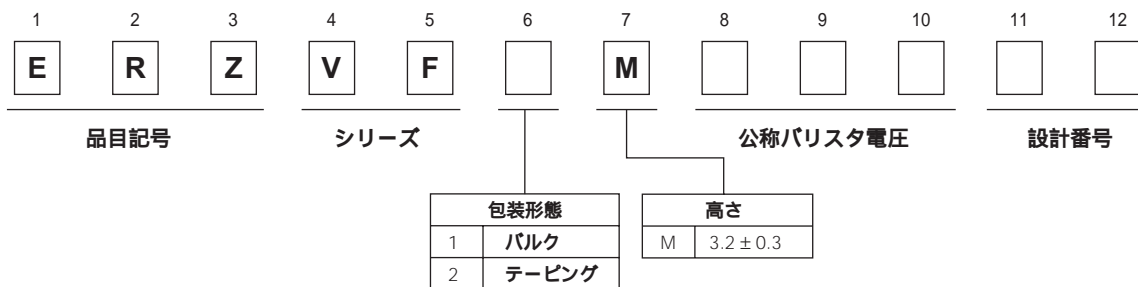 1 2 3 4 5 6 7 8 9 10 11 12
E R Z V F M
品目記号 シリーズ 公称バリスタ電圧 設計番号
包装形態 高さ
1 バルク M 3.2±0.3
2 テーピング